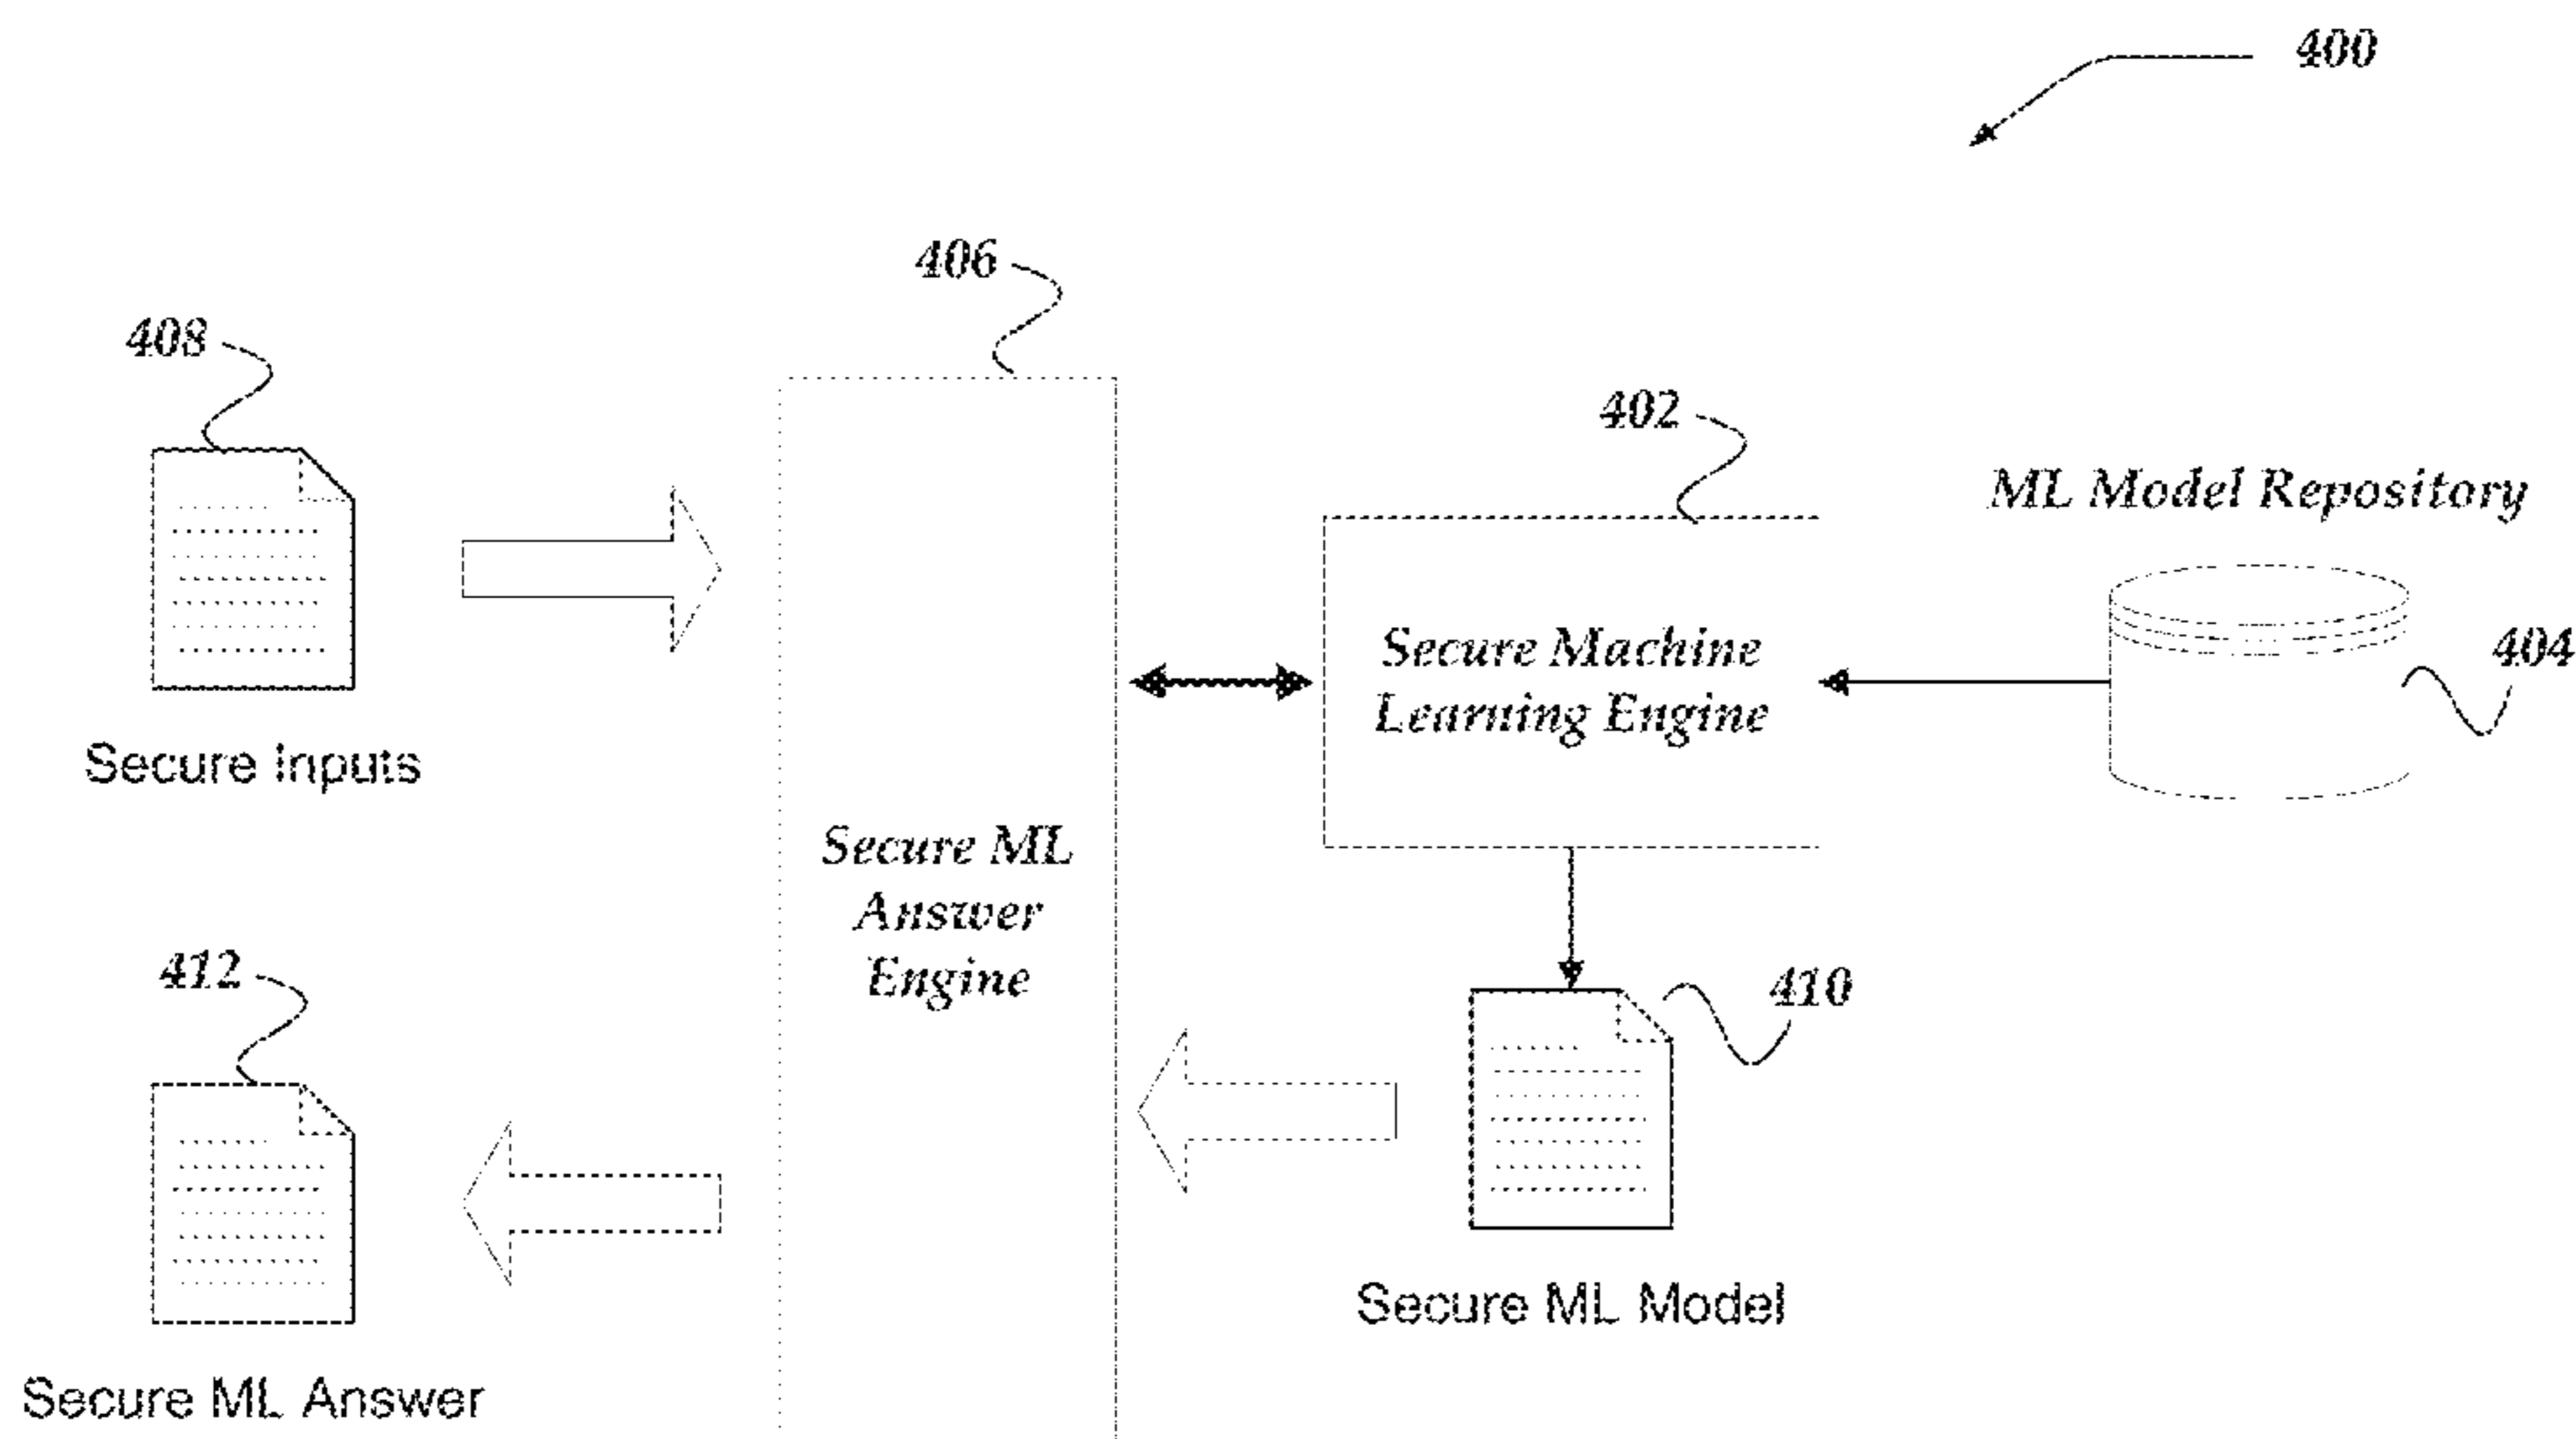 400
406
408
402
ML Model Repository
Secure Machine
Learning Engine
404
Secure Inputs
Secure ML
Answer
Engine
412
410
Secure ML Model
Secure ML Answer